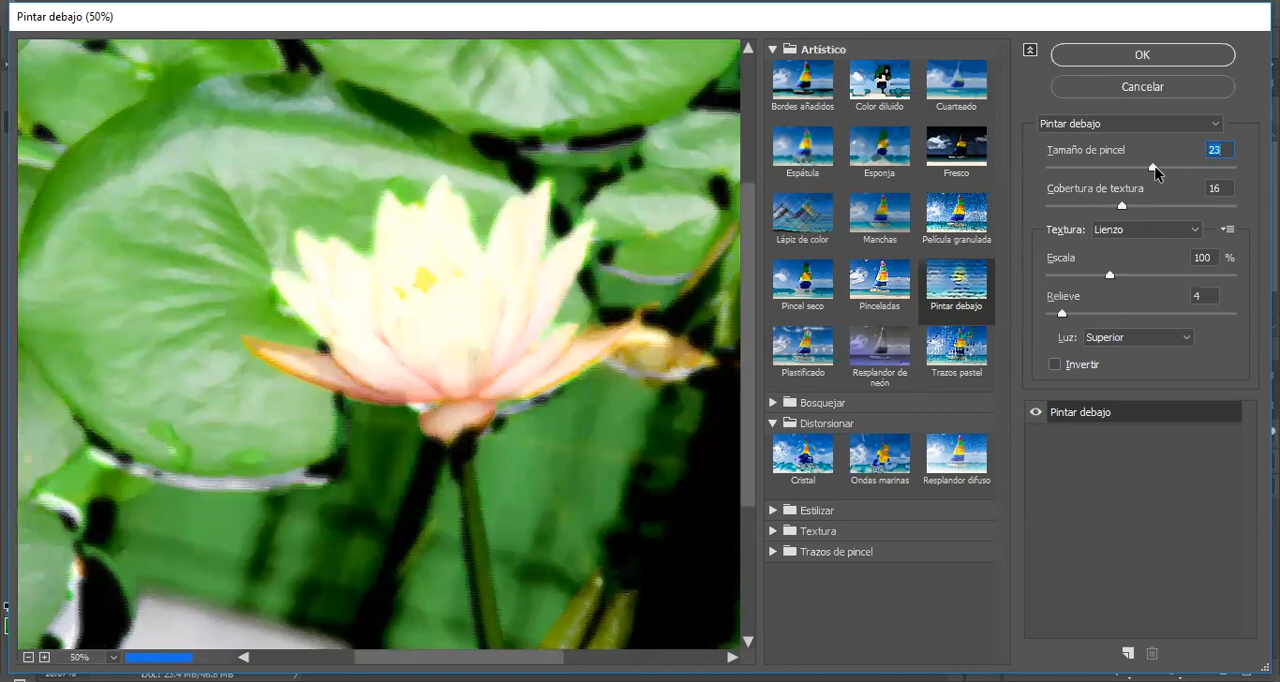 Pintar debajo (50%)
Artístico
Bordes añadidos
Color diluido
Cuarteado
Espátula
Esponja
Fresco
Lápiz de color
Manchas
Película granulada
Pincel seco
Pinceladas
Pintar debajo
Plastificado
Resplandor de
neón
Trazos pastel
Bosquejar
Distorsionar
Cristal
Ondas marinas
Resplandor difuso
Estilizar
Textura
Trazos de pincel
OK
Cancelar
Pintar debajo
Tamaño de pincel 23
Cobertura de textura 16
Textura: Lienzo
Escala 100 %
Relieve 4
Luz: Superior
Invertir
Pintar debajo
50%